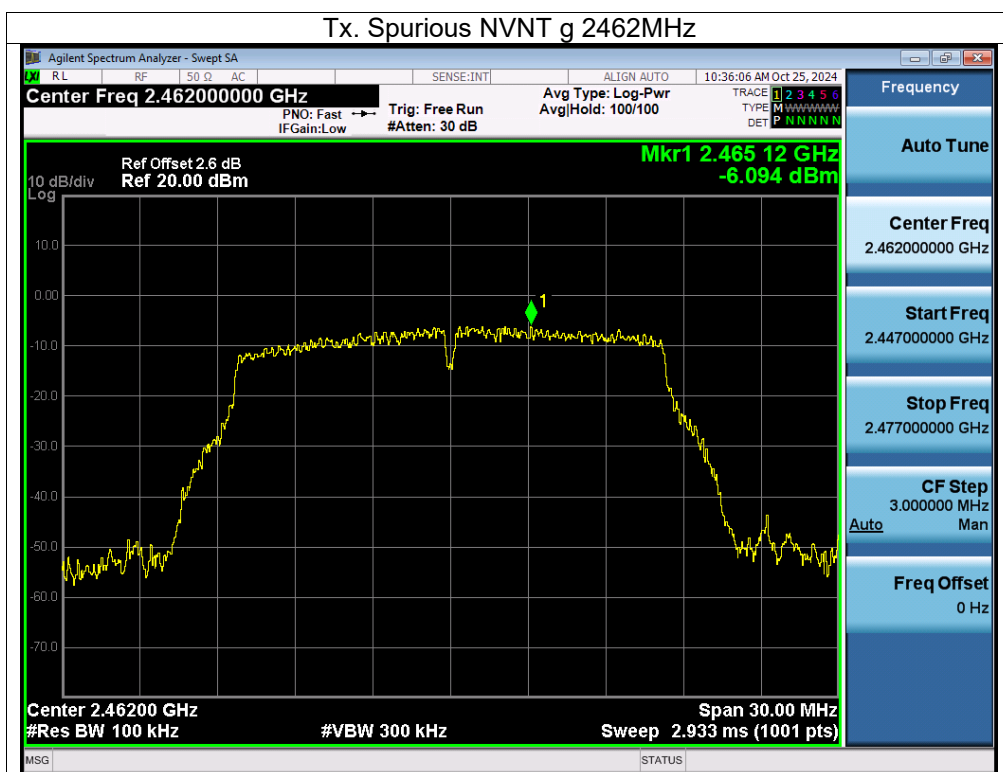 Tx. Spurious NVNT g 2462MHz
Agilent Spectrum Analyzer - Swept SA
LXI RL RF 50 Ω AC SENSE:INT ALIGN AUTO 10:36:06 AM Oct 25, 2024
Center Freq 2.462000000 GHz
PNO: Fast
IFGain:Low
Trig: Free Run
#Atten: 30 dB
Avg Type: Log-Pwr
Avg|Hold: 100/100
TRACE 1 2 3 4 5 6
TYPE M WWWWW
DET P N N N N N
Ref Offset 2.6 dB
Ref 20.00 dBm
10 dB/div
Log
Mkr1 2.465 12 GHz
-6.094 dBm
10.0
0.00
-10.0
-20.0
-30.0
-40.0
-50.0
-60.0
-70.0
1
Center 2.46200 GHz
#Res BW 100 kHz
#VBW 300 kHz
Span 30.00 MHz
Sweep 2.933 ms (1001 pts)
MSG
STATUS
Frequency
Auto Tune
Center Freq
2.462000000 GHz
Start Freq
2.447000000 GHz
Stop Freq
2.477000000 GHz
CF Step
3.000000 MHz
Auto Man
Freq Offset
0 Hz